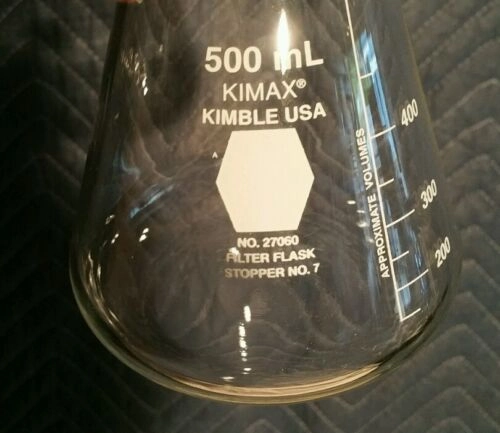 500 mL
KIMAX®
KIMBLE USA
A
NO. 27060
FILTER FLASK
STOPPER NO. 7
APPROXIMATE VOLUMES
400
300
200